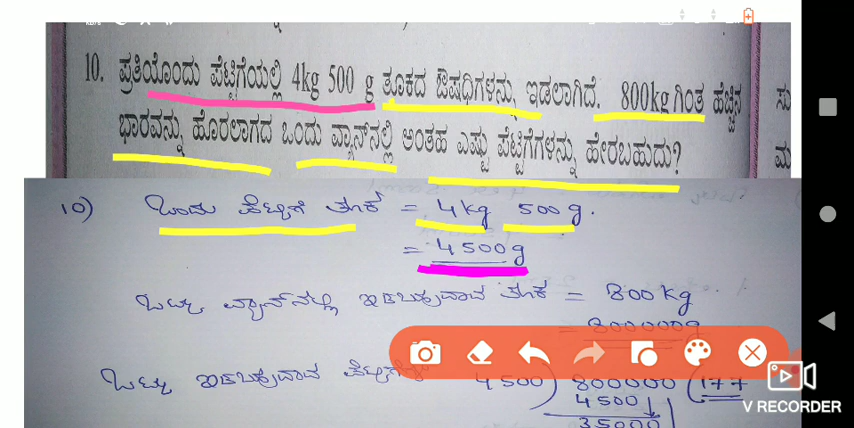 10. ಪ್ರತಿಯೊಂದು ಪೆಟ್ಟಿಗೆಯಲ್ಲಿ 4kg 500 g ತೂಕದ ಔಷಧಿಗಳನ್ನು ಇಡಲಾಗಿದೆ. 800kg ಗಿಂತ ಹೆಚ್ಚಿನ
ಭಾರವನ್ನು ಹೊರಲಾಗದ ಒಂದು ವ್ಯಾನ್‌ನಲ್ಲಿ ಅಂತಹ ಎಷ್ಟು ಪೆಟ್ಟಿಗೆಗಳನ್ನು ಹೇರಬಹುದು?
10) ಒಂದು ಪೆಟ್ಟಿಗೆ ತೂಕ = 4kg 500g.
= 4500g
ಒಟ್ಟು ವ್ಯಾನ್‌ನಲ್ಲಿ ಇಡಬಹುದಾದ ತೂಕ = 800kg
= 800000g
ಒಟ್ಟು ಇಡಬಹುದಾದ 4500) 800000 (177
4500
35000
V RECORDER